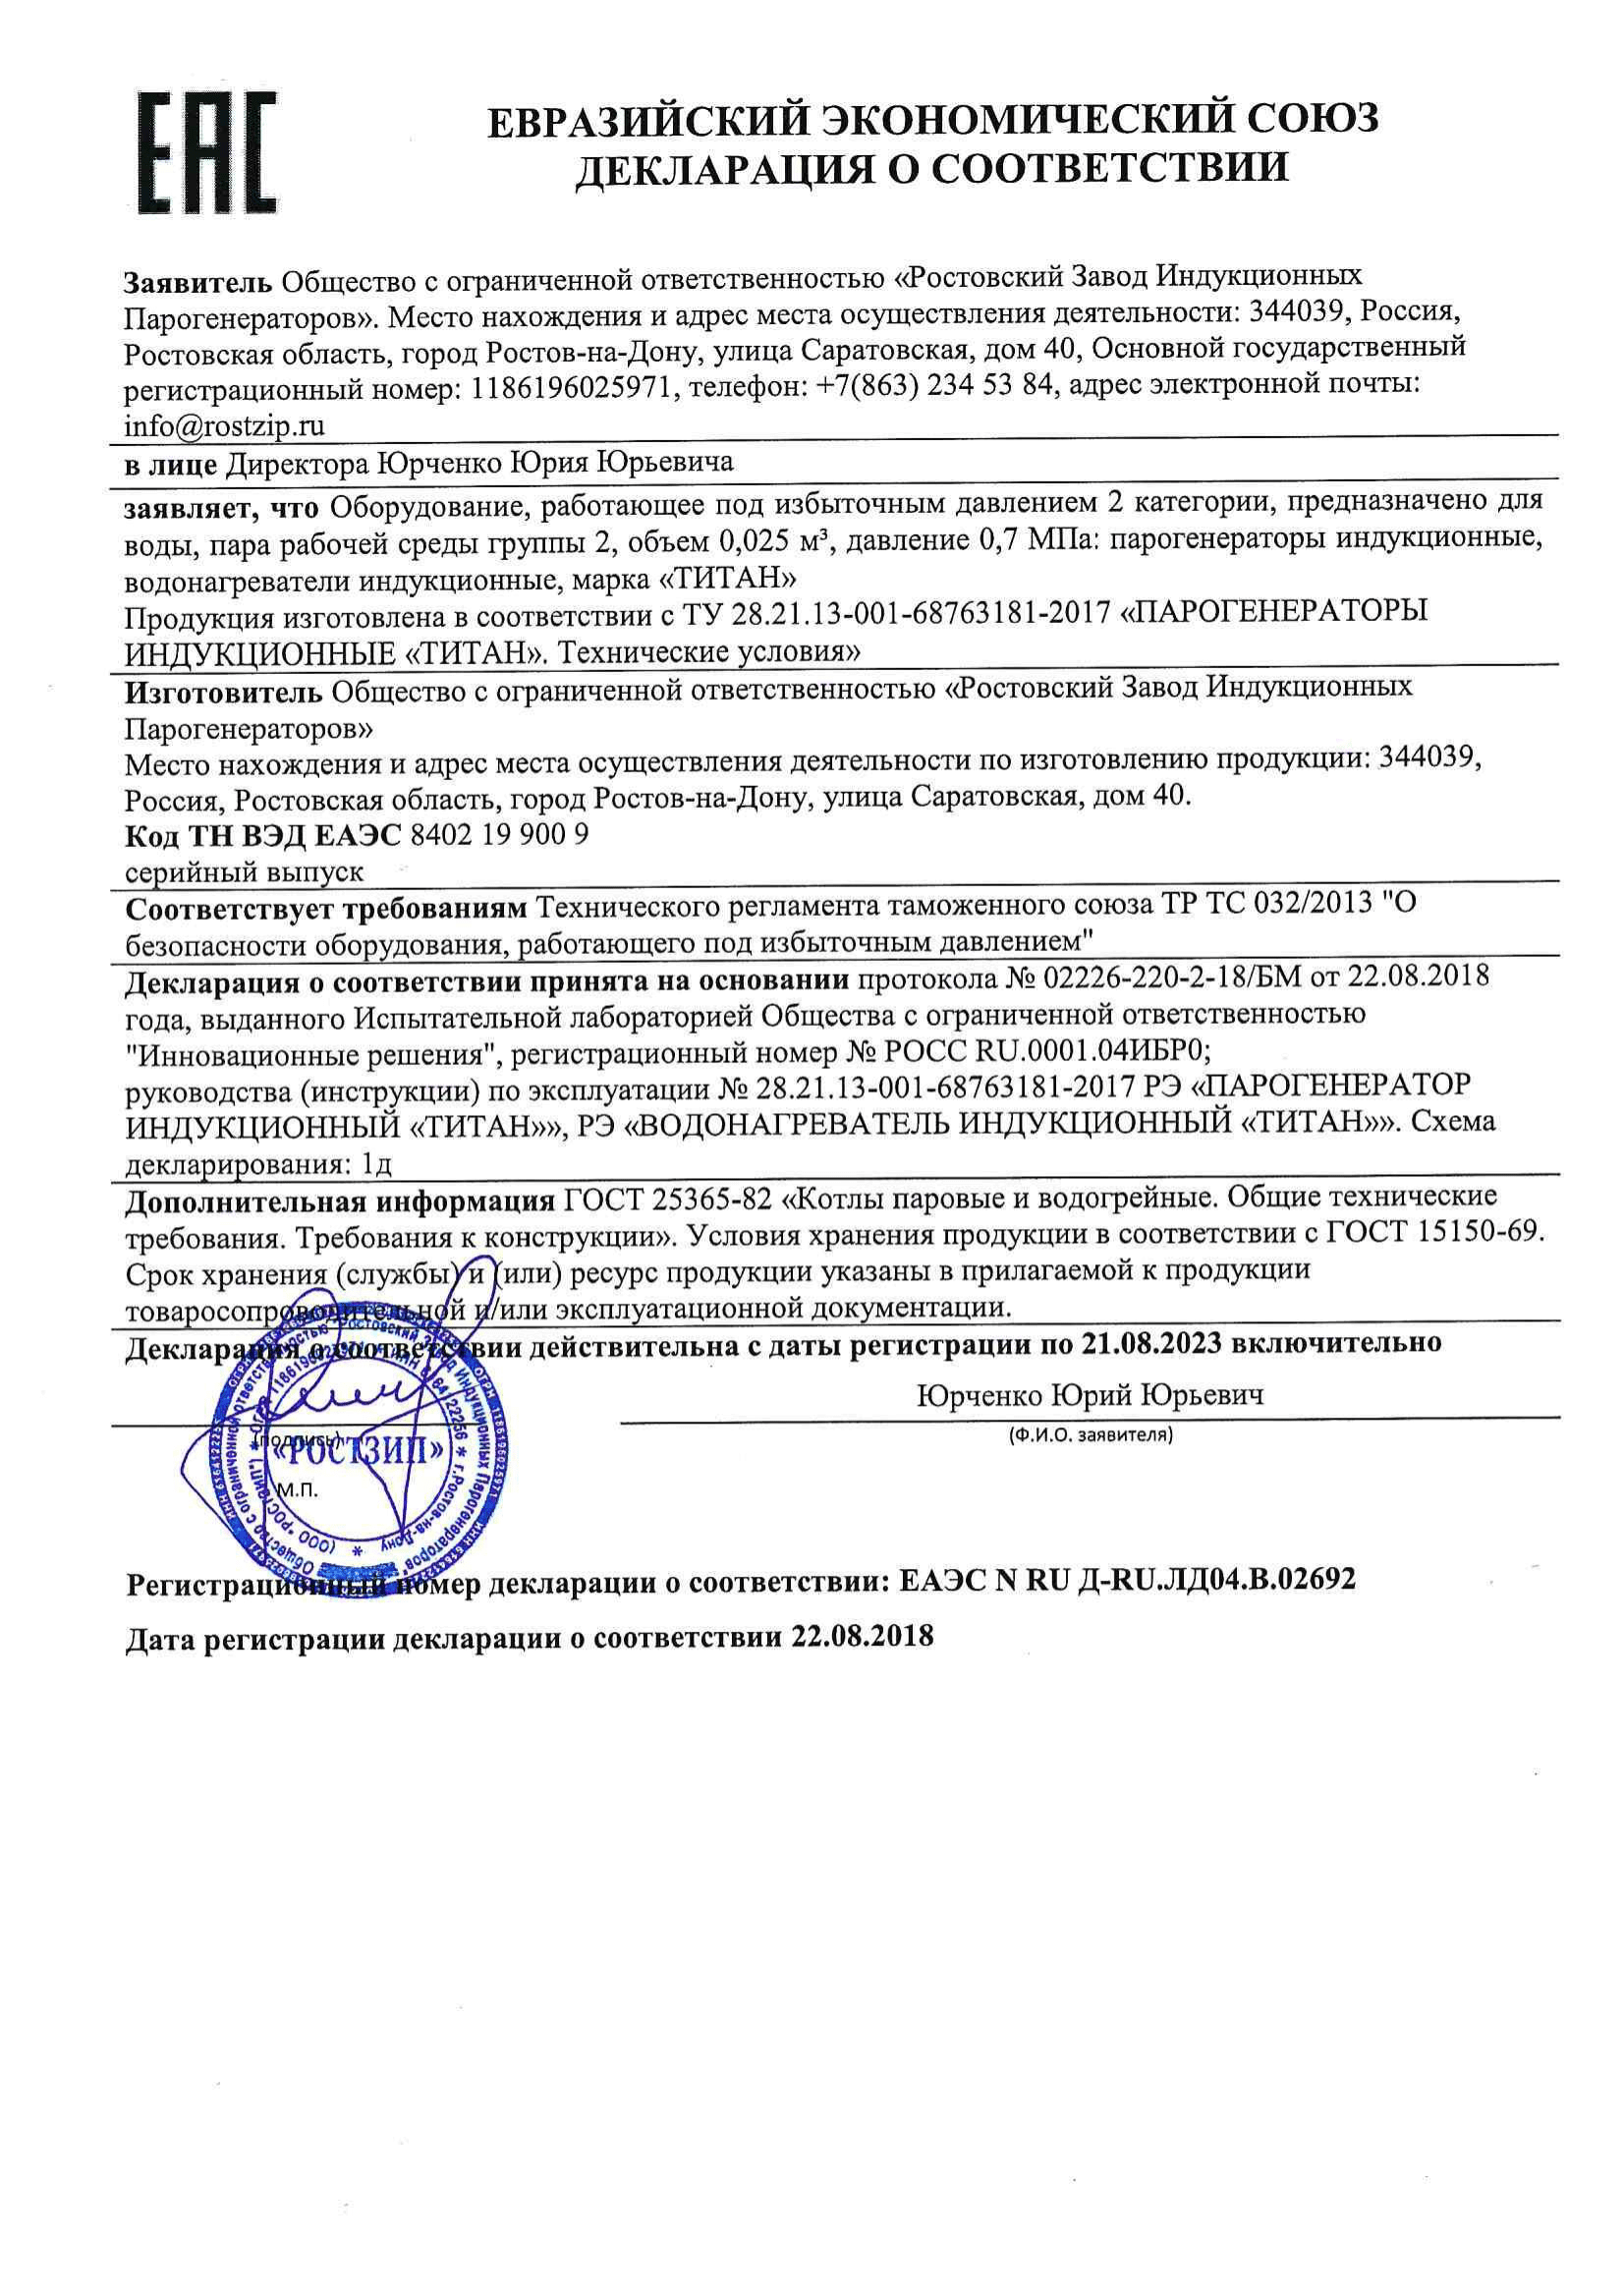 ЕАС
ЕВРАЗИЙСКИЙ ЭКОНОМИЧЕСКИЙ СОЮЗ
ДЕКЛАРАЦИЯ О СООТВЕТСТВИИ
Заявитель Общество с ограниченной ответственностью «Ростовский Завод Индукционных
Парогенераторов». Место нахождения и адрес места осуществления деятельности: 344039, Россия,
Ростовская область, город Ростов-на-Дону, улица Саратовская, дом 40, Основной государственный
регистрационный номер: 1186196025971, телефон: +7(863) 234 53 84, адрес электронной почты:
info@rostzip.ru
в лице Директора Юрченко Юрия Юрьевича
заявляет, что Оборудование, работающее под избыточным давлением 2 категории, предназначено для
воды, пара рабочей среды группы 2, объем 0,025 м³, давление 0,7 МПа: парогенераторы индукционные,
водонагреватели индукционные, марка «ТИТАН»
Продукция изготовлена в соответствии с ТУ 28.21.13-001-68763181-2017 «ПАРОГЕНЕРАТОРЫ
ИНДУКЦИОННЫЕ «ТИТАН». Технические условия»
Изготовитель Общество с ограниченной ответственностью «Ростовский Завод Индукционных
Парогенераторов»
Место нахождения и адрес места осуществления деятельности по изготовлению продукции: 344039,
Россия, Ростовская область, город Ростов-на-Дону, улица Саратовская, дом 40.
Код ТН ВЭД ЕАЭС 8402 19 900 9
серийный выпуск
Соответствует требованиям Технического регламента таможенного союза ТР ТС 032/2013 "О
безопасности оборудования, работающего под избыточным давлением"
Декларация о соответствии принята на основании протокола № 02226-220-2-18/БМ от 22.08.2018
года, выданного Испытательной лабораторией Общества с ограниченной ответственностью
"Инновационные решения", регистрационный номер № РОСС RU.0001.04ИБР0;
руководства (инструкции) по эксплуатации № 28.21.13-001-68763181-2017 РЭ «ПАРОГЕНЕРАТОР
ИНДУКЦИОННЫЙ «ТИТАН»», РЭ «ВОДОНАГРЕВАТЕЛЬ ИНДУКЦИОННЫЙ «ТИТАН»». Схема
декларирования: 1д
Дополнительная информация ГОСТ 25365-82 «Котлы паровые и водогрейные. Общие технические
требования. Требования к конструкции». Условия хранения продукции в соответствии с ГОСТ 15150-69.
Срок хранения (службы) и (или) ресурс продукции указаны в прилагаемой к продукции
товаросопроводительной и/или эксплуатационной документации.
Декларация о соответствии действительна с даты регистрации по 21.08.2023 включительно
Юрченко Юрий Юрьевич
(подпись)
(Ф.И.О. заявителя)
М.П.
«РОСТЗИП»
Общество с ограниченной ответственностью "Ростовский Завод Индукционных Парогенераторов"
(ООО "РОСТЗИП") * ОГРН 1186196025971 * ИНН 6164122256 * г.Ростов-на-Дону *
Регистрационный номер декларации о соответствии: ЕАЭС N RU Д-RU.ЛД04.В.02692
Дата регистрации декларации о соответствии 22.08.2018